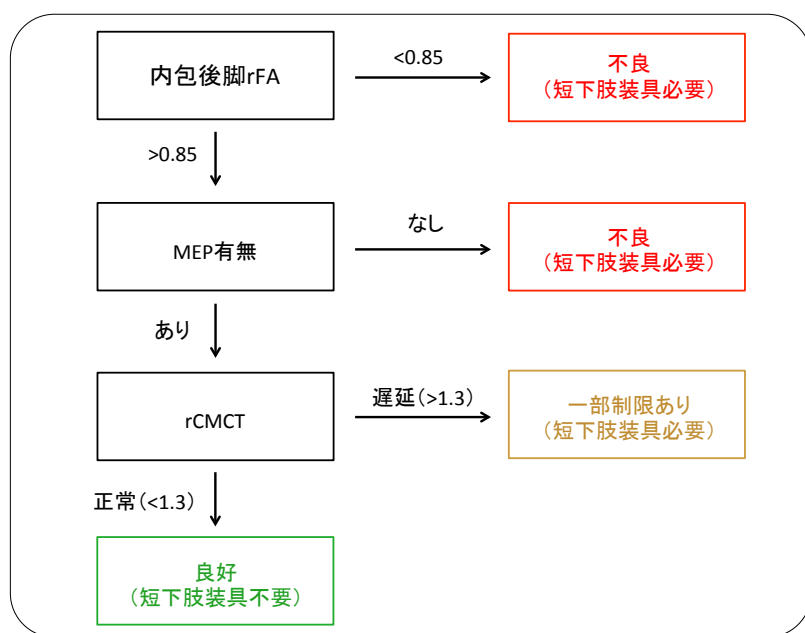 内包後脚rFA
<0.85
不良
（短下肢装具必要）
>0.85
MEP有無
なし
不良
（短下肢装具必要）
あり
rCMCT
遅延（>1.3）
一部制限あり
（短下肢装具必要）
正常（<1.3）
良好
（短下肢装具不要）